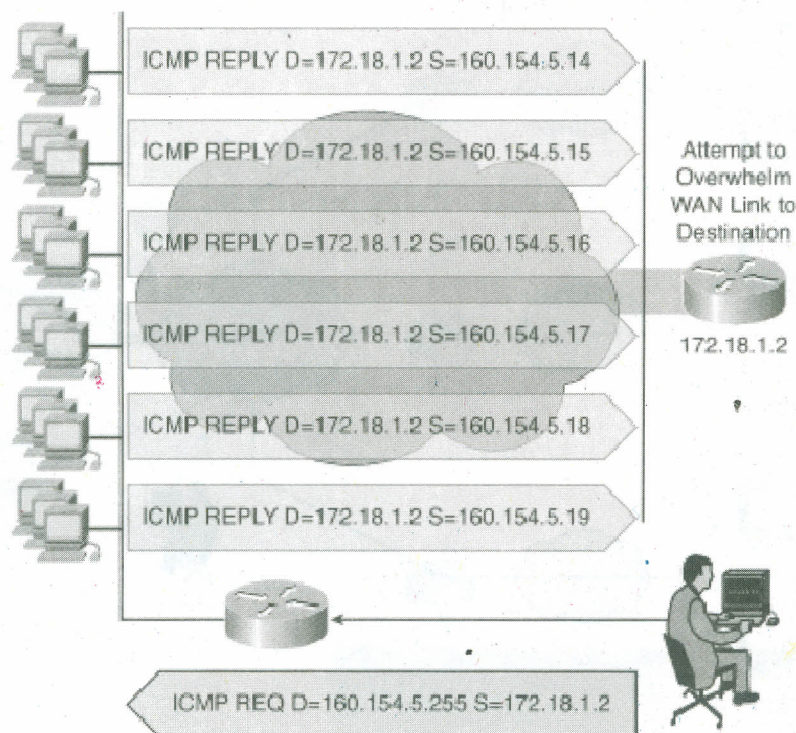 ICMP REPLY D=172.18.1.2 S=160.154.5.14
ICMP REPLY D=172.18.1.2 S=160.154.5.15
ICMP REPLY D=172.18.1.2 S=160.154.5.16
ICMP REPLY D=172.18.1.2 S=160.154.5.17
ICMP REPLY D=172.18.1.2 S=160.154.5.18
ICMP REPLY D=172.18.1.2 S=160.154.5.19
Attempt to
Overwhelm
WAN Link to
Destination
172.18.1.2
ICMP REQ D=160.154.5.255 S=172.18.1.2